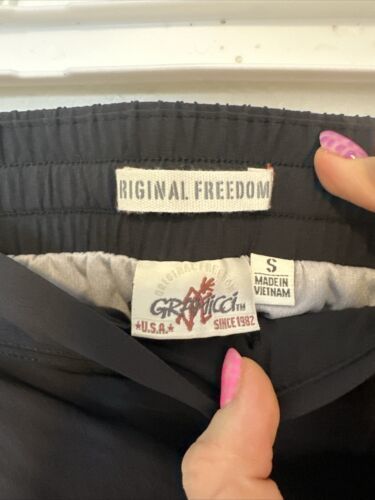 RIGINAL FREEDOM
ORIGINAL FREEDOM
GRAMICCI TM
★U.S.A.★ SINCE 1982
S
MADE IN
VIETNAM